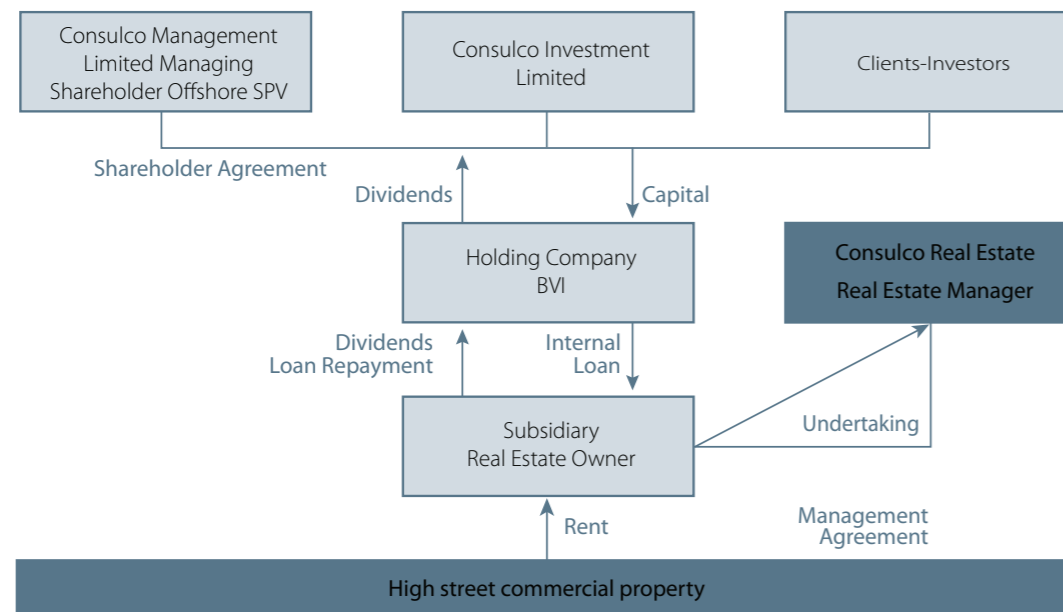 Consulco Management
Limited Managing
Shareholder Offshore SPV
Consulco Investment
Limited
Clients-Investors
Shareholder Agreement
Dividends
Capital
Holding Company
BVI
Consulco Real Estate
Real Estate Manager
Dividends
Loan Repayment
Internal
Loan
Subsidiary
Real Estate Owner
Undertaking
Rent
Management
Agreement
High street commercial property